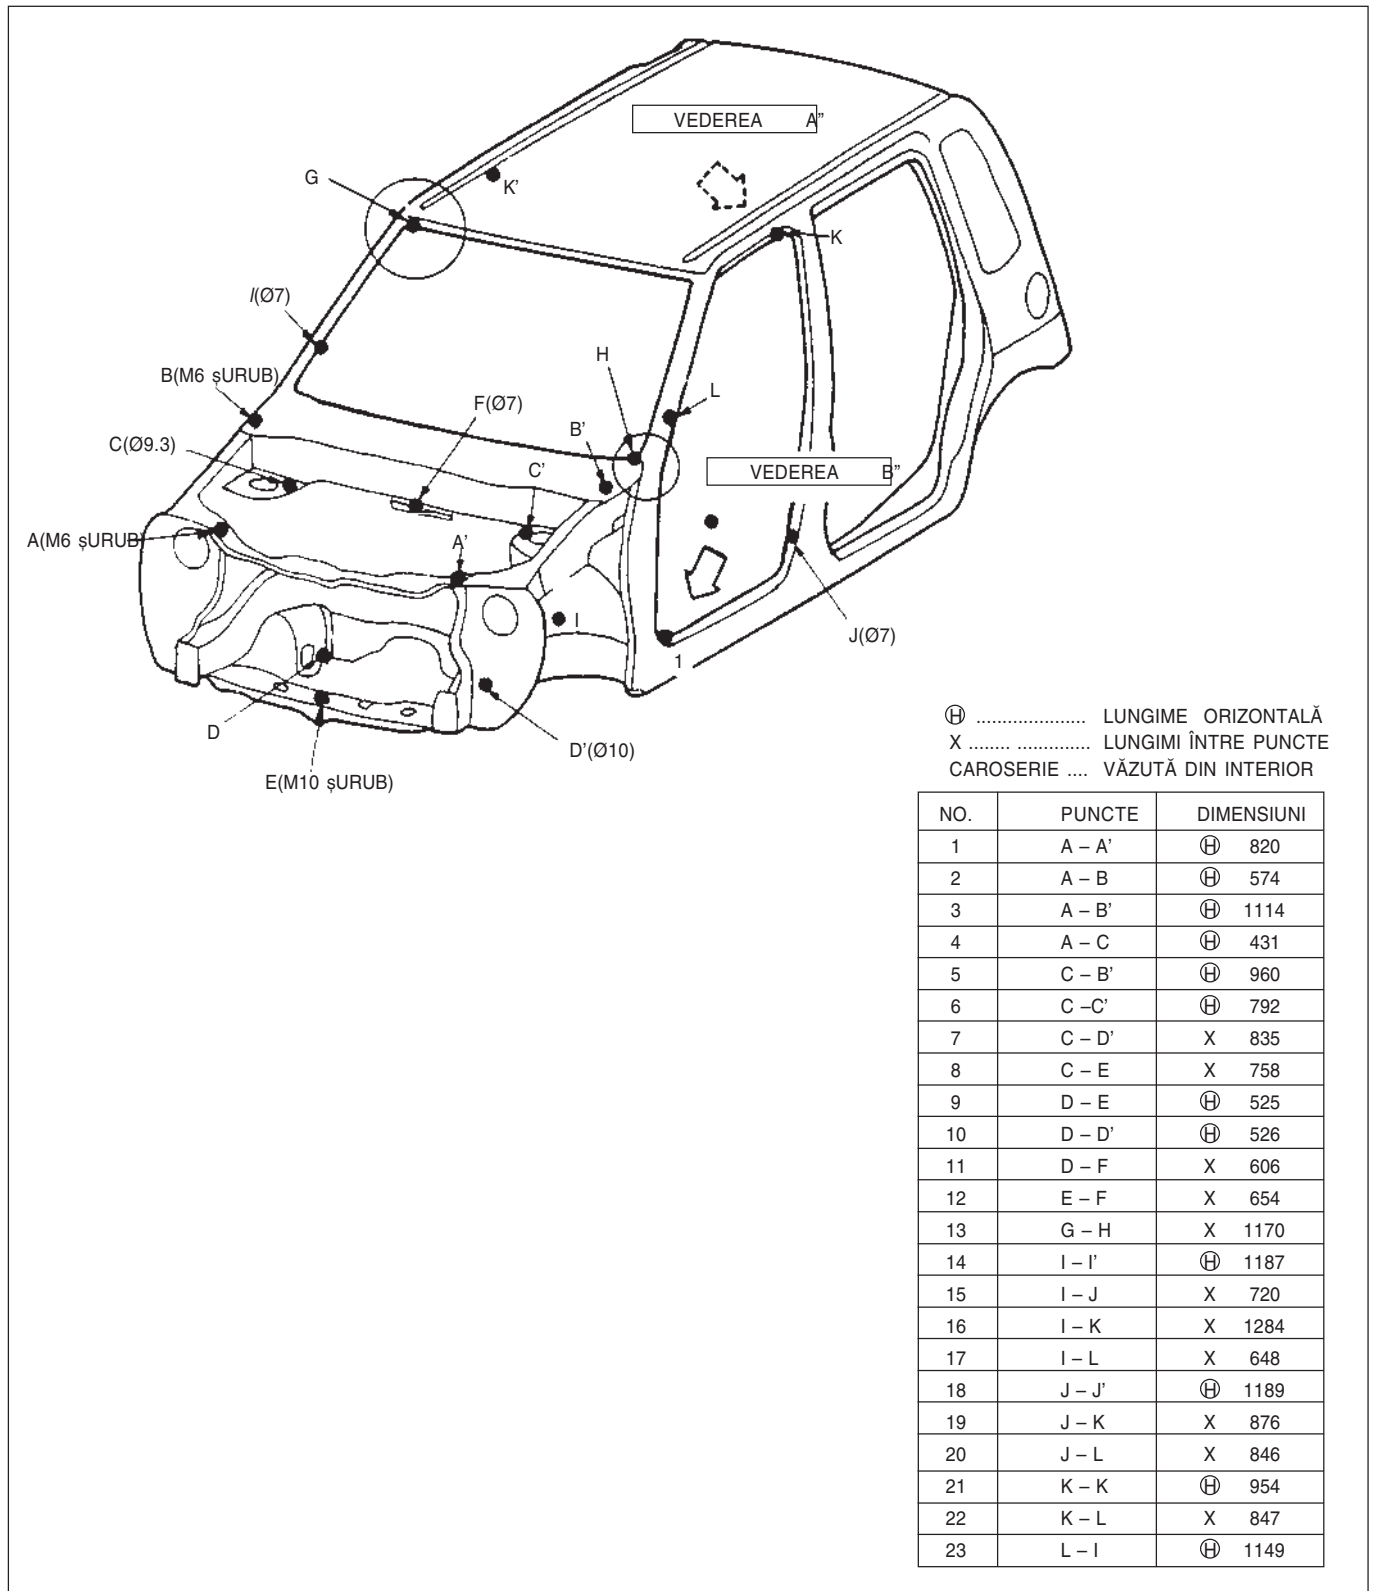 VEDEREA A”
G
K’
K
I(Ø7)
H
B(M6 șURUB)
L
F(Ø7)
B’
C(Ø9.3)
C’
VEDEREA B”
A(M6 șURUB)
A’
I
J(Ø7)
1
D
D’(Ø10)
E(M10 șURUB)
Ⓗ ..................... LUNGIME ORIZONTALĂ
X ........ .............. LUNGIMI ÎNTRE PUNCTE
CAROSERIE .... VĂZUTĂ DIN INTERIOR
NO. PUNCTE DIMENSIUNI
1 A – A’ Ⓗ 820
2 A – B Ⓗ 574
3 A – B’ Ⓗ 1114
4 A – C Ⓗ 431
5 C – B’ Ⓗ 960
6 C –C’ Ⓗ 792
7 C – D’ X 835
8 C – E X 758
9 D – E Ⓗ 525
10 D – D’ Ⓗ 526
11 D – F X 606
12 E – F X 654
13 G – H X 1170
14 I – I’ Ⓗ 1187
15 I – J X 720
16 I – K X 1284
17 I – L X 648
18 J – J’ Ⓗ 1189
19 J – K X 876
20 J – L X 846
21 K – K Ⓗ 954
22 K – L X 847
23 L – I Ⓗ 1149